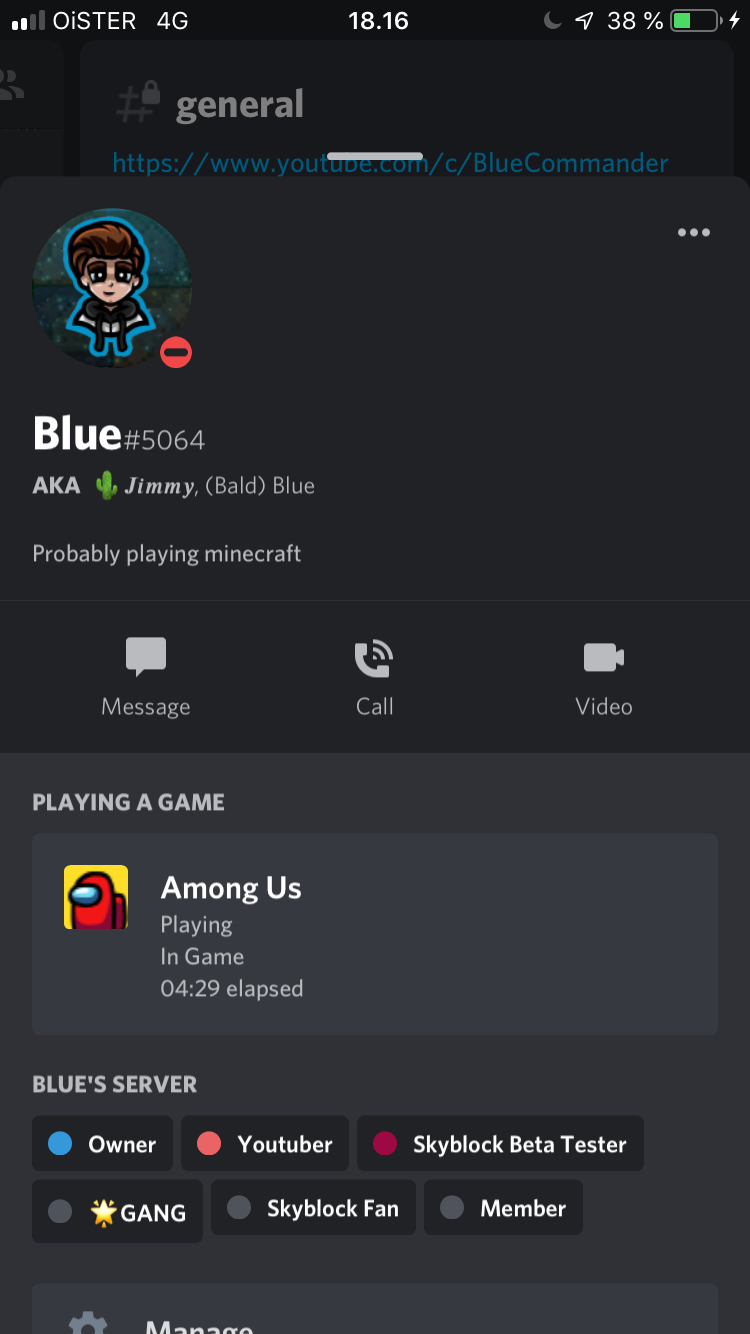 OiSTER 4G 18.16 38 %
general
https://www.youtube.com/c/BlueCommander
Blue#5064
AKA 🌵 𝑱𝒊𝒎𝒎𝒚, (Bald) Blue
Probably playing minecraft
Message Call Video
PLAYING A GAME
Among Us
Playing
In Game
04:29 elapsed
BLUE'S SERVER
Owner Youtuber Skyblock Beta Tester
🌟GANG Skyblock Fan Member
Manage